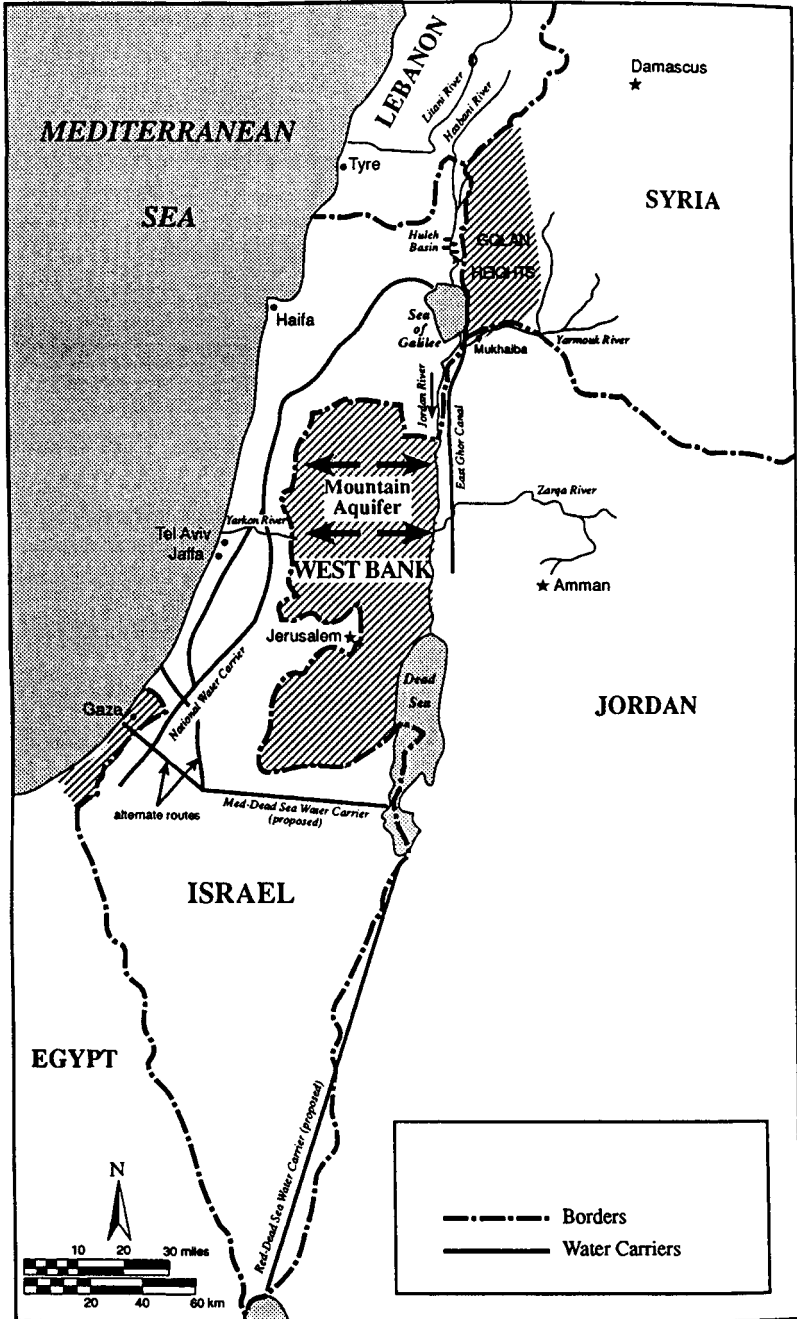 LEBANON
Litani River
Hasbani River
Damascus
MEDITERRANEAN
SEA
Tyre
SYRIA
Huleh
Basin
GOLAN
HEIGHTS
Haifa
Sea
of
Galilee
Mukhaiba
Yarmouk River
Jordan River
East Ghor Canal
Mountain
Aquifer
Zarqa River
Yarkon River
Tel Aviv
Jaffa
WEST BANK
Amman
Jerusalem
Dead
Sea
National Water Carrier
Gaza
JORDAN
alternate routes
Med-Dead Sea Water Carrier
(proposed)
ISRAEL
EGYPT
Red-Dead Sea Water Carrier (proposed)
N
10 20 30 miles
20 40 60 km
Borders
Water Carriers